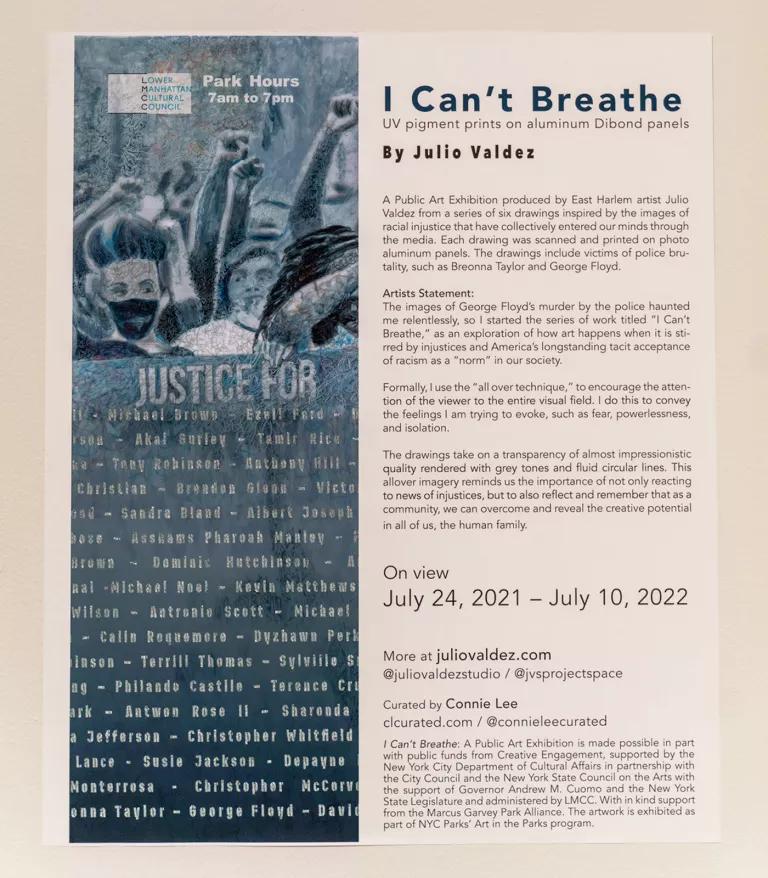 LOWER
MANHATTAN
CULTURAL
COUNCIL
Park Hours
7am to 7pm
JUSTICE FOR
- Michael Brown - Ezell Ford -
- Akai Gurley - Tamir Rice -
- Tony Robinson - Anthony Hill -
Christian - Brendon Glenn -
- Sandra Bland - Albert Joseph
- Asshams Pharoah Manley -
Brown - Dominic Hutchinson -
-Michael Noel - Kevin Matthews
Wilson - Antronie Scott - Michael
- Calin Roquemore - Dyzhawn
- Terrill Thomas - Sylville
- Philando Castile - Terence
- Antwon Rose II - Sharonda
a Jefferson - Christopher Whitfield
Lance - Susie Jackson - Depayne
Monterrosa - Christopher McCorv
onna Taylor - George Floyd - David
I Can't Breathe
UV pigment prints on aluminum Dibond panels
By Julio Valdez
A Public Art Exhibition produced by East Harlem artist Julio
Valdez from a series of six drawings inspired by the images of
racial injustice that have collectively entered our minds through
the media. Each drawing was scanned and printed on photo
aluminum panels. The drawings include victims of police bru-
tality, such as Breonna Taylor and George Floyd.
Artists Statement:
The images of George Floyd's murder by the police haunted
me relentlessly, so I started the series of work titled "I Can't
Breathe," as an exploration of how art happens when it is sti-
rred by injustices and America's longstanding tacit acceptance
of racism as a "norm" in our society.
Formally, I use the "all over technique," to encourage the atten-
tion of the viewer to the entire visual field. I do this to convey
the feelings I am trying to evoke, such as fear, powerlessness,
and isolation.
The drawings take on a transparency of almost impressionistic
quality rendered with grey tones and fluid circular lines. This
allover imagery reminds us the importance of not only reacting
to news of injustices, but to also reflect and remember that as a
community, we can overcome and reveal the creative potential
in all of us, the human family.
On view
July 24, 2021 – July 10, 2022
More at juliovaldez.com
@juliovaldezstudio / @jvsprojectspace
Curated by Connie Lee
clcurated.com / @connieleecurated
I Can't Breathe: A Public Art Exhibition is made possible in part
with public funds from Creative Engagement, supported by the
New York City Department of Cultural Affairs in partnership with
the City Council and the New York State Council on the Arts with
the support of Governor Andrew M. Cuomo and the New York
State Legislature and administered by LMCC. With in kind support
from the Marcus Garvey Park Alliance. The artwork is exhibited as
part of NYC Parks' Art in the Parks program.